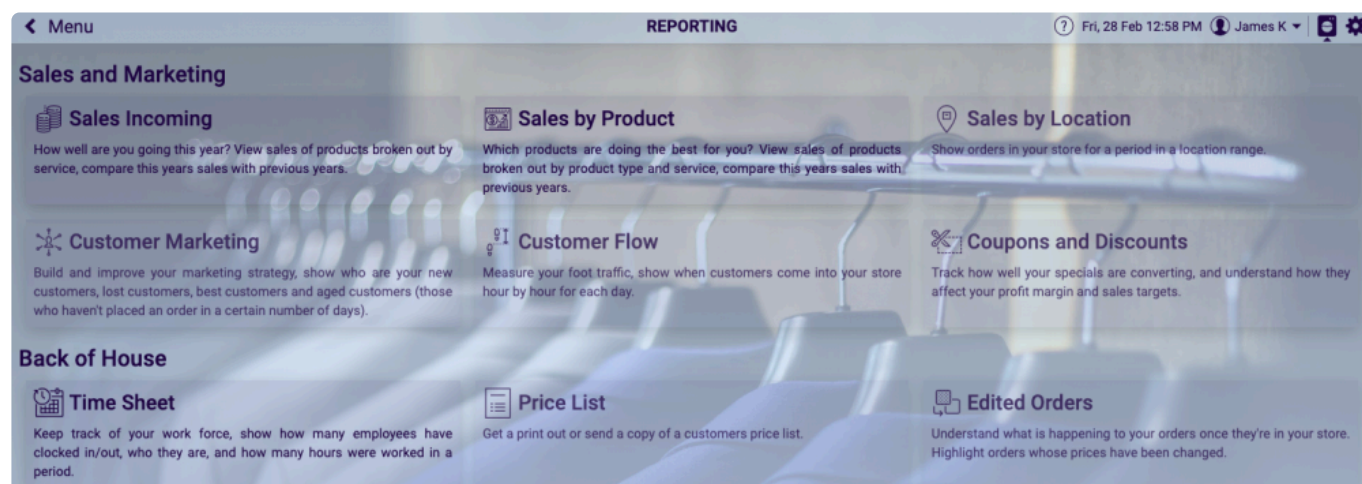 Menu
REPORTING
Fri, 28 Feb 12:58 PM James K
Sales and Marketing
Sales Incoming
How well are you going this year? View sales of products broken out by
service, compare this years sales with previous years.
Sales by Product
Which products are doing the best for you? View sales of products
broken out by product type and service, compare this years sales with
previous years.
Sales by Location
Show orders in your store for a period in a location range.
Customer Marketing
Build and improve your marketing strategy, show who are your new
customers, lost customers, best customers and aged customers (those
who haven't placed an order in a certain number of days).
Customer Flow
Measure your foot traffic, show when customers come into your store
hour by hour for each day.
Coupons and Discounts
Track how well your specials are converting, and understand how they
affect your profit margin and sales targets.
Back of House
Time Sheet
Keep track of your work force, show how many employees have
clocked in/out, who they are, and how many hours were worked in a
period.
Price List
Get a print out or send a copy of a customers price list.
Edited Orders
Understand what is happening to your orders once they're in your store.
Highlight orders whose prices have been changed.